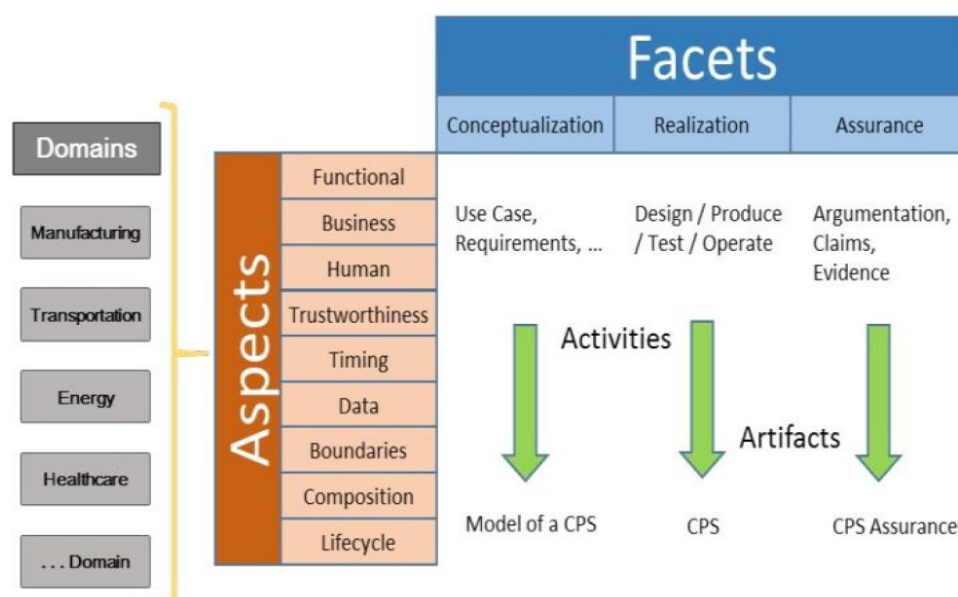 Facets
Conceptualization
Realization
Assurance
Domains
Manufacturing
Transportation
Energy
Healthcare
. . . Domain
Aspects
Functional
Business
Human
Trustworthiness
Timing
Data
Boundaries
Composition
Lifecycle
Use Case,
Requirements, ...
Design / Produce
/ Test / Operate
Argumentation,
Claims,
Evidence
Activities
Artifacts
Model of a CPS
CPS
CPS Assurance